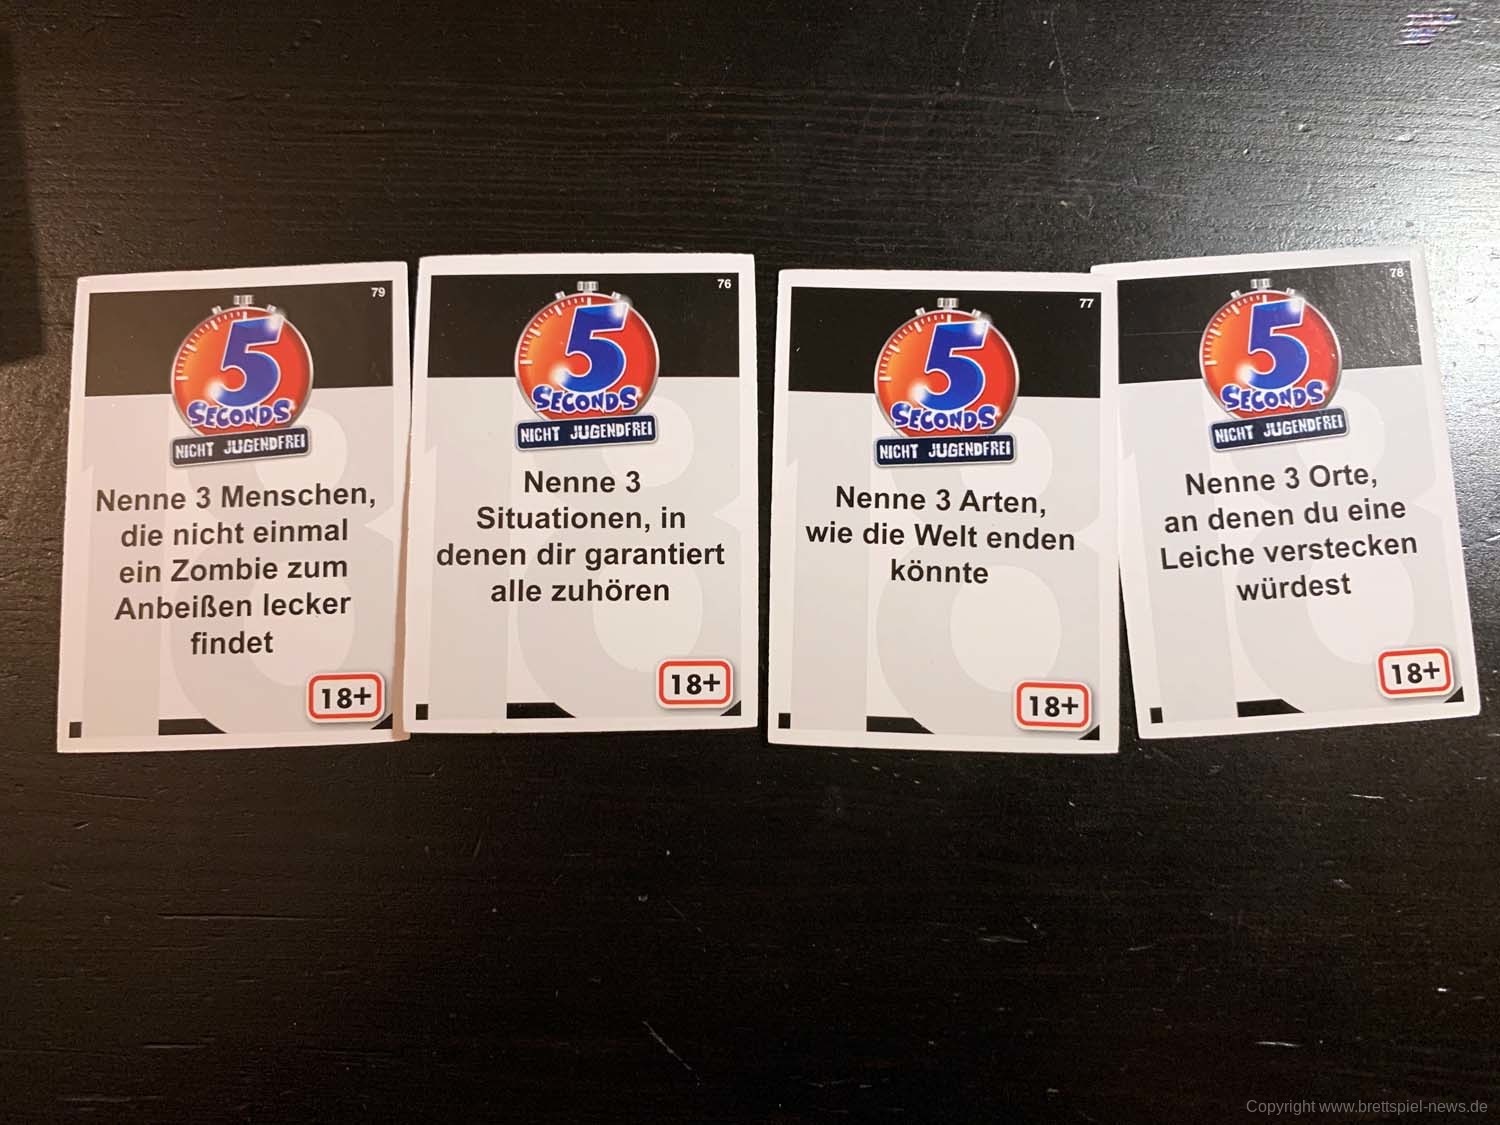 79
5
SECONDS
NICHT JUGENDFREI
Nenne 3 Menschen,
die nicht einmal
ein Zombie zum
Anbeißen lecker
findet
18+
76
5
SECONDS
NICHT JUGENDFREI
Nenne 3
Situationen, in
denen dir garantiert
alle zuhören
18+
77
5
SECONDS
NICHT JUGENDFREI
Nenne 3 Arten,
wie die Welt enden
könnte
18+
78
5
SECONDS
NICHT JUGENDFREI
Nenne 3 Orte,
an denen du eine
Leiche verstecken
würdest
18+
Copyright www.brettspiel-news.de